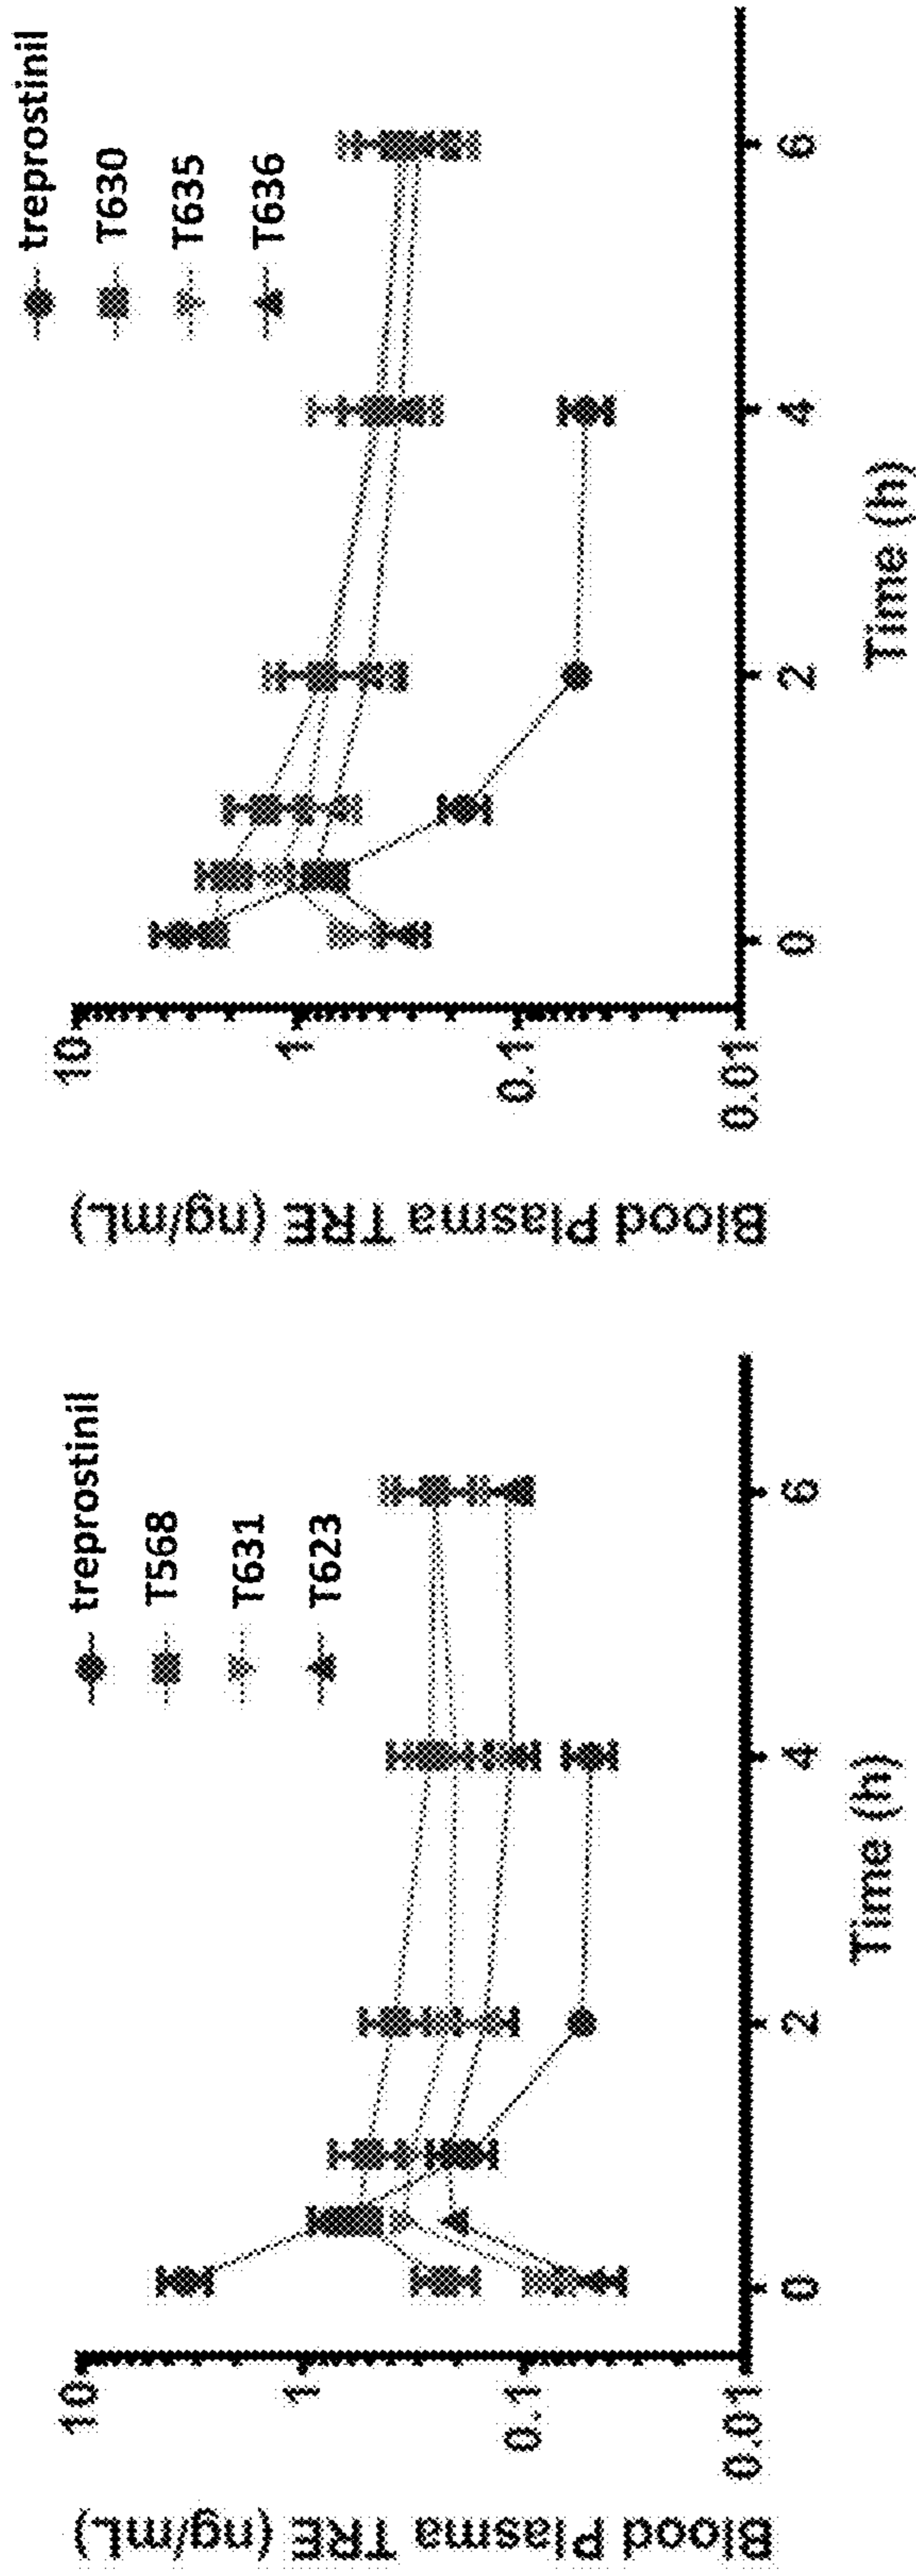 Blood Plasma TRE (ng/mL)
10
1
0.1
0.01
0
2
4
6
Time (h)
treprostinil
T568
T631
T623
Blood Plasma TRE (ng/mL)
10
1
0.1
0.01
0
2
4
6
Time (h)
treprostinil
T630
T635
T636